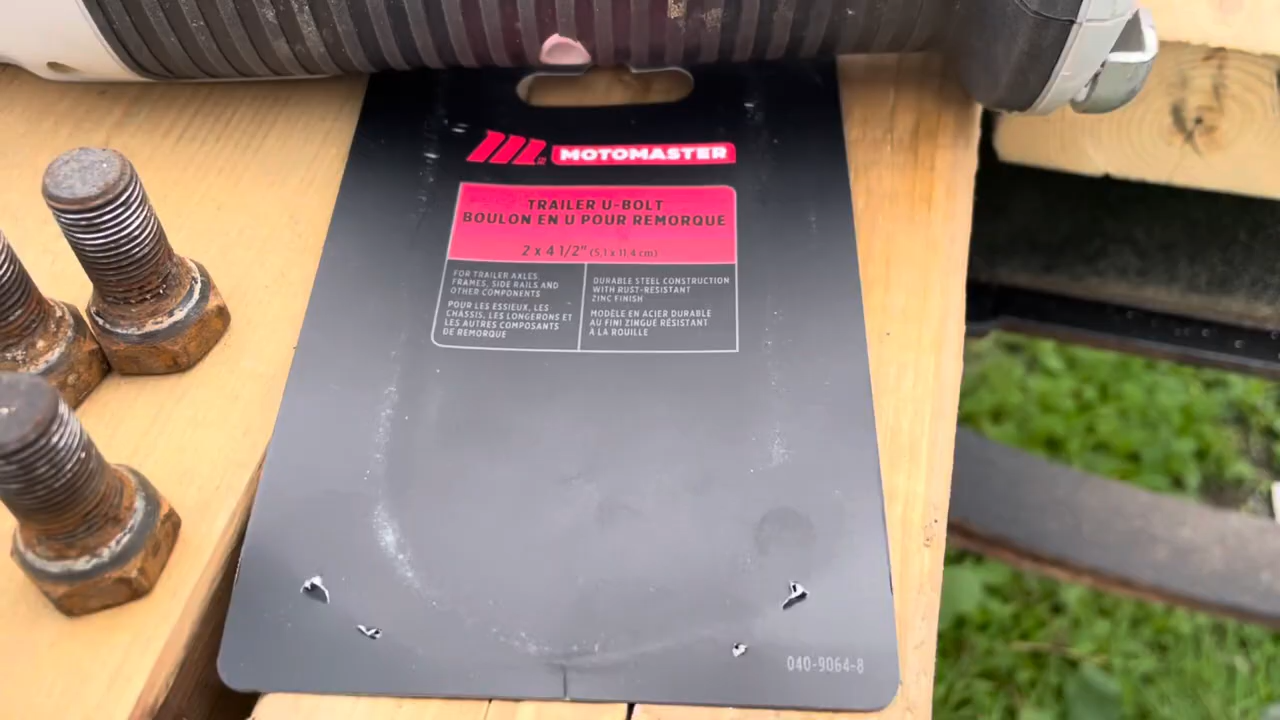 MOTOMASTER
TRAILER U-BOLT
BOULON EN U POUR REMORQUE
2 x 4 1/2" (5,1 x 11,4 cm)
FOR TRAILER AXLES,
FRAMES, SIDE RAILS AND
OTHER COMPONENTS
POUR LES ESSIEUX, LES
CHÂSSIS, LES LONGERONS ET
LES AUTRES COMPOSANTS
DE REMORQUE
DURABLE STEEL CONSTRUCTION
WITH RUST-RESISTANT
ZINC FINISH
MODÈLE EN ACIER DURABLE
AU FINI ZINGUÉ RÉSISTANT
À LA ROUILLE
040-9064-8